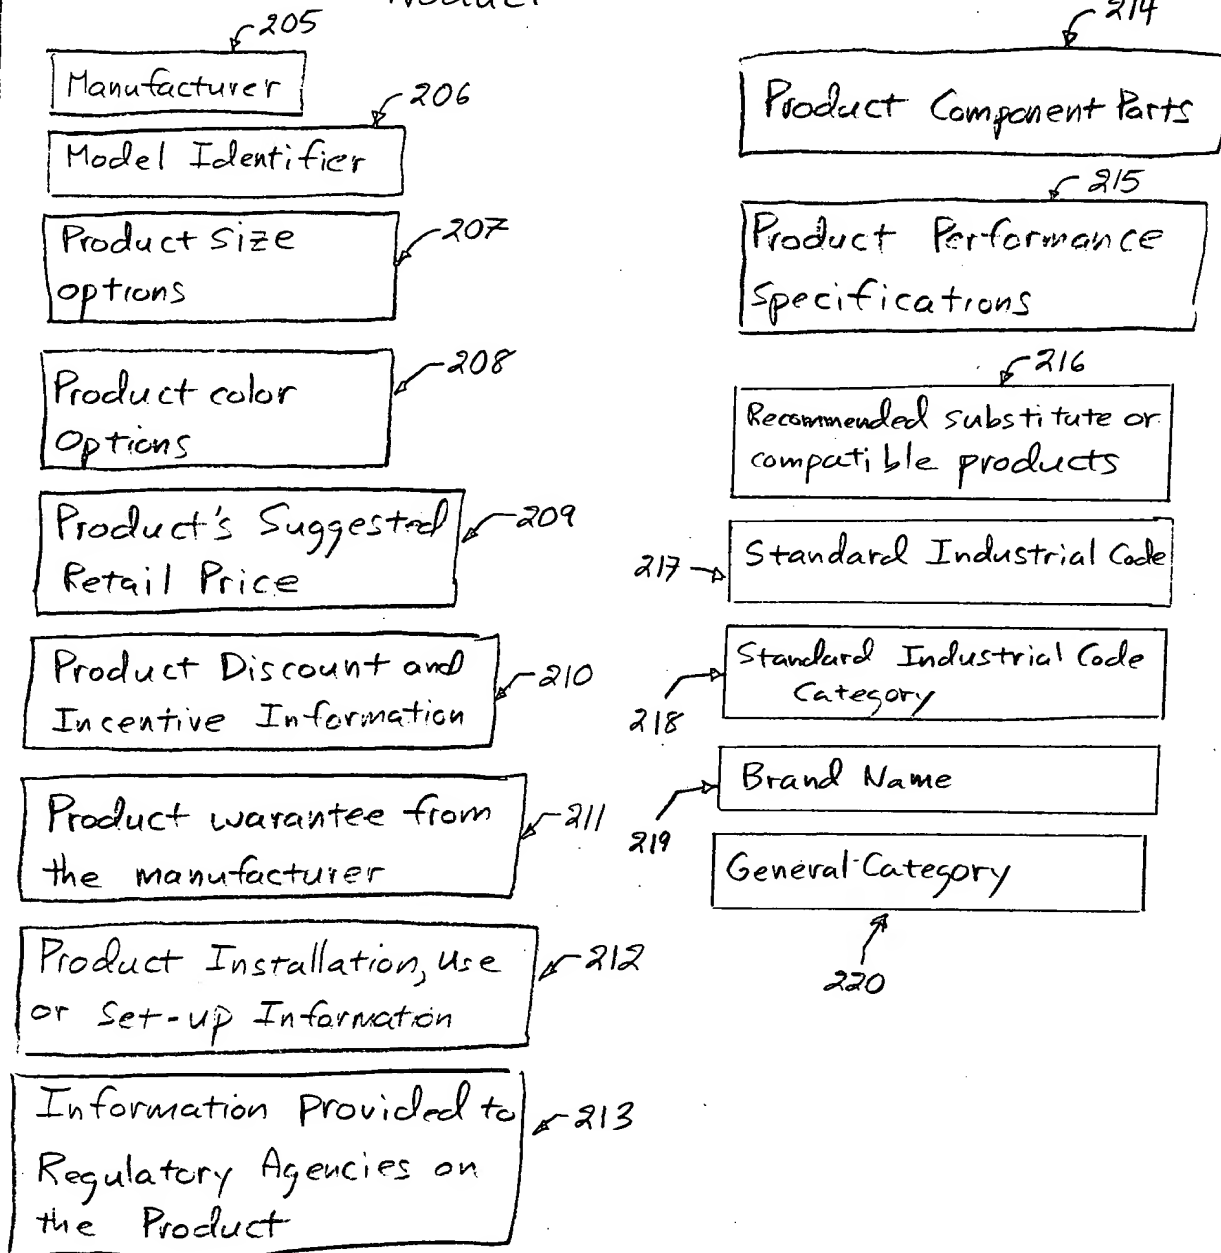 Product
205
Manufacturer
206
Model Identifier
Product size
options
207
Product color
Options
208
Product's Suggested
Retail Price
209
Product Discount and
Incentive Information
210
Product warantee from
the manufacturer
211
Product Installation, Use
or Set-up Information
212
Information provided to
Regulatory Agencies on
the Product
213
214
Product Component Parts
215
Product Performance
Specifications
216
Recommended substitute or
compatible products
217
Standard Industrial Code
Standard Industrial Code
Category
218
Brand Name
219
General Category
220